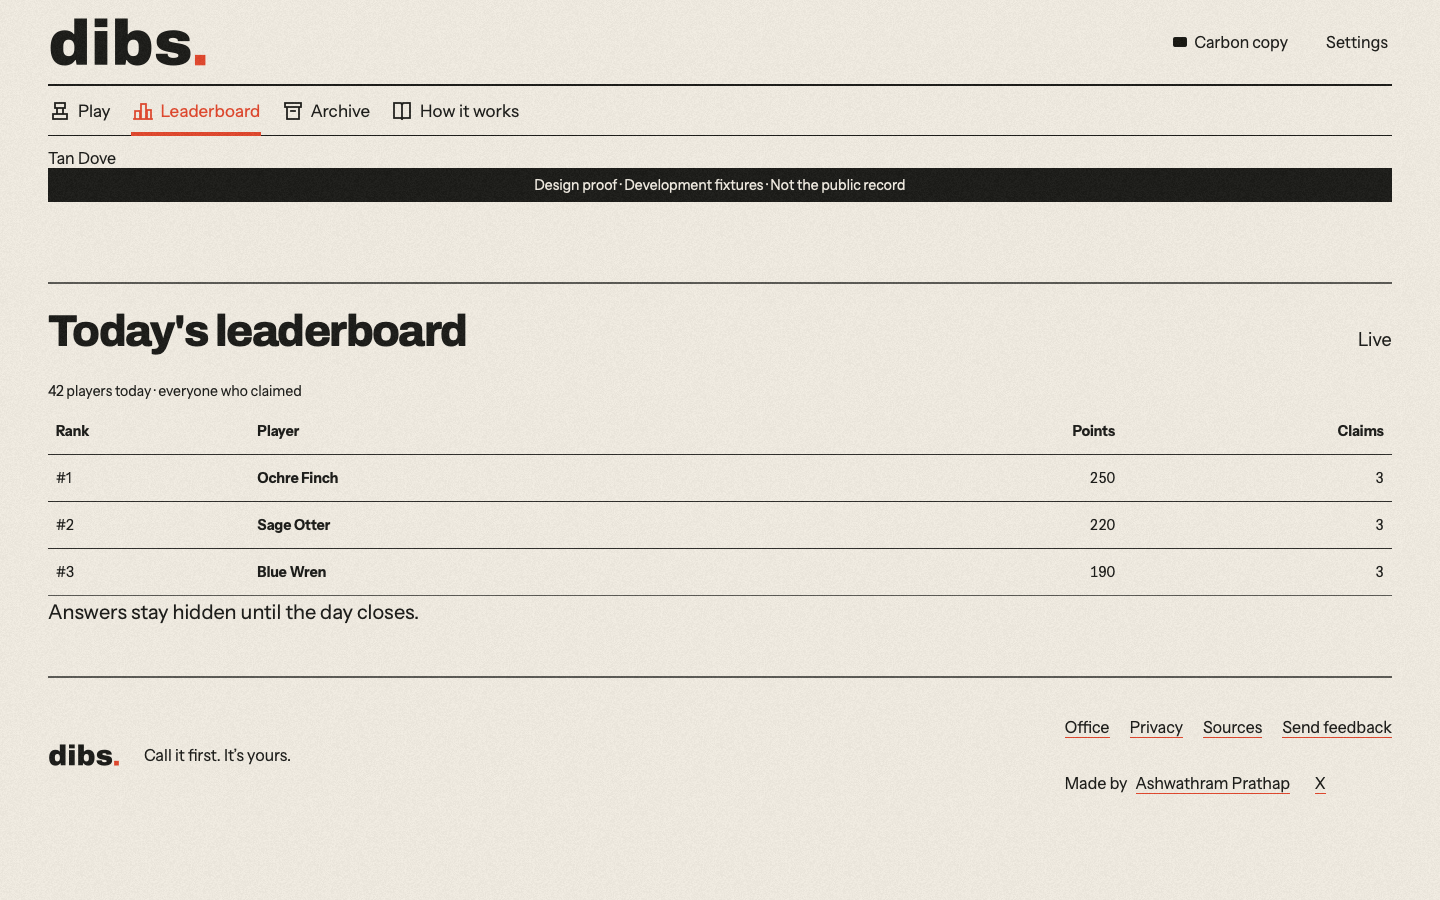 dibs.
Carbon copy Settings
Play Leaderboard Archive How it works
Tan Dove
Design proof · Development fixtures · Not the public record
Today's leaderboard
Live
42 players today · everyone who claimed
Rank Player Points Claims
#1 Ochre Finch 250 3
#2 Sage Otter 220 3
#3 Blue Wren 190 3
Answers stay hidden until the day closes.
Office Privacy Sources Send feedback
dibs. Call it first. It's yours.
Made by Ashwathram Prathap X